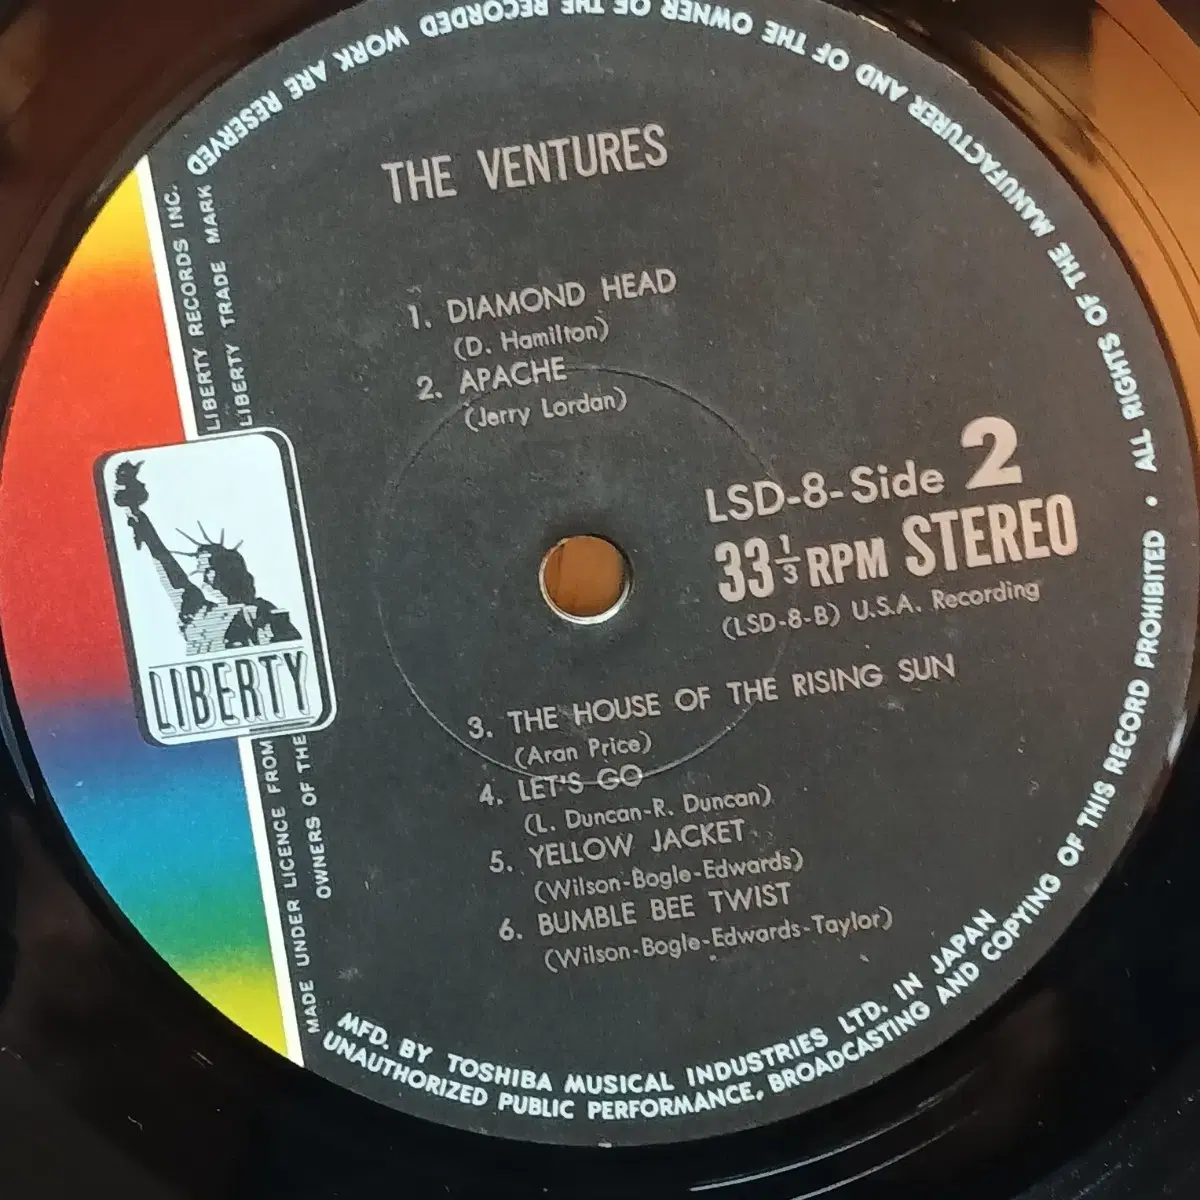 THE VENTURES
1. DIAMOND HEAD
(D. Hamilton)
2. APACHE
(Jerry Lordan)
LSD-8-Side 2
33 1/3 RPM STEREO
(LSD-8-B) U.S.A. Recording
3. THE HOUSE OF THE RISING SUN
(Aran Price)
4. LET'S GO
(L. Duncan-R. Duncan)
5. YELLOW JACKET
(Wilson-Bogle-Edwards)
6. BUMBLE BEE TWIST
(Wilson-Bogle-Edwards-Taylor)
LIBERTY
MADE UNDER LICENCE FROM LIBERTY RECORDS INC.
OWNERS OF THE LIBERTY TRADE MARK
MFD. BY TOSHIBA MUSICAL INDUSTRIES LTD. IN JAPAN
UNAUTHORIZED PUBLIC PERFORMANCE, BROADCASTING AND COPYING OF THIS RECORD PROHIBITED • ALL RIGHTS OF THE MANUFACTURER AND OF THE OWNER OF THE RECORDED WORK ARE RESERVED